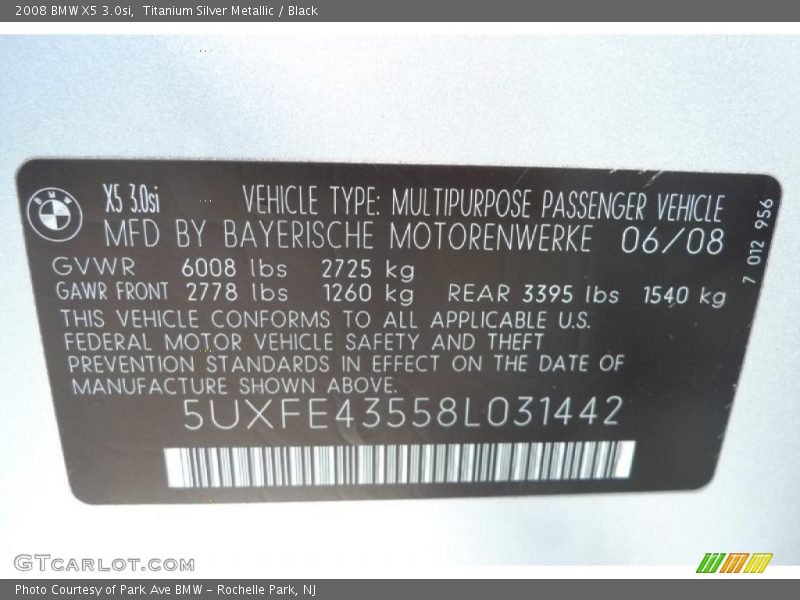 2008 BMW X5 3.0si,  Titanium Silver Metallic / Black
BMW
X5 3.0si
VEHICLE TYPE: MULTIPURPOSE PASSENGER VEHICLE
MFD BY BAYERISCHE MOTORENWERKE 06/08
GVWR 6008 lbs 2725 kg
GAWR FRONT 2778 lbs 1260 kg REAR 3395 lbs 1540 kg
THIS VEHICLE CONFORMS TO ALL APPLICABLE U.S.
FEDERAL MOTOR VEHICLE SAFETY AND THEFT
PREVENTION STANDARDS IN EFFECT ON THE DATE OF
MANUFACTURE SHOWN ABOVE.
5UXFE43558L031442
7 012 956
GTCARLOT.COM
Photo Courtesy of Park Ave BMW - Rochelle Park, NJ